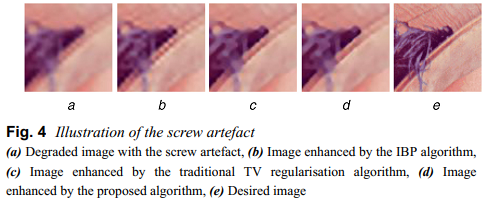 a b c d e
Fig. 4 Illustration of the screw artefact
(a) Degraded image with the screw artefact, (b) Image enhanced by the IBP algorithm,
(c) Image enhanced by the traditional TV regularisation algorithm, (d) Image
enhanced by the proposed algorithm, (e) Desired image